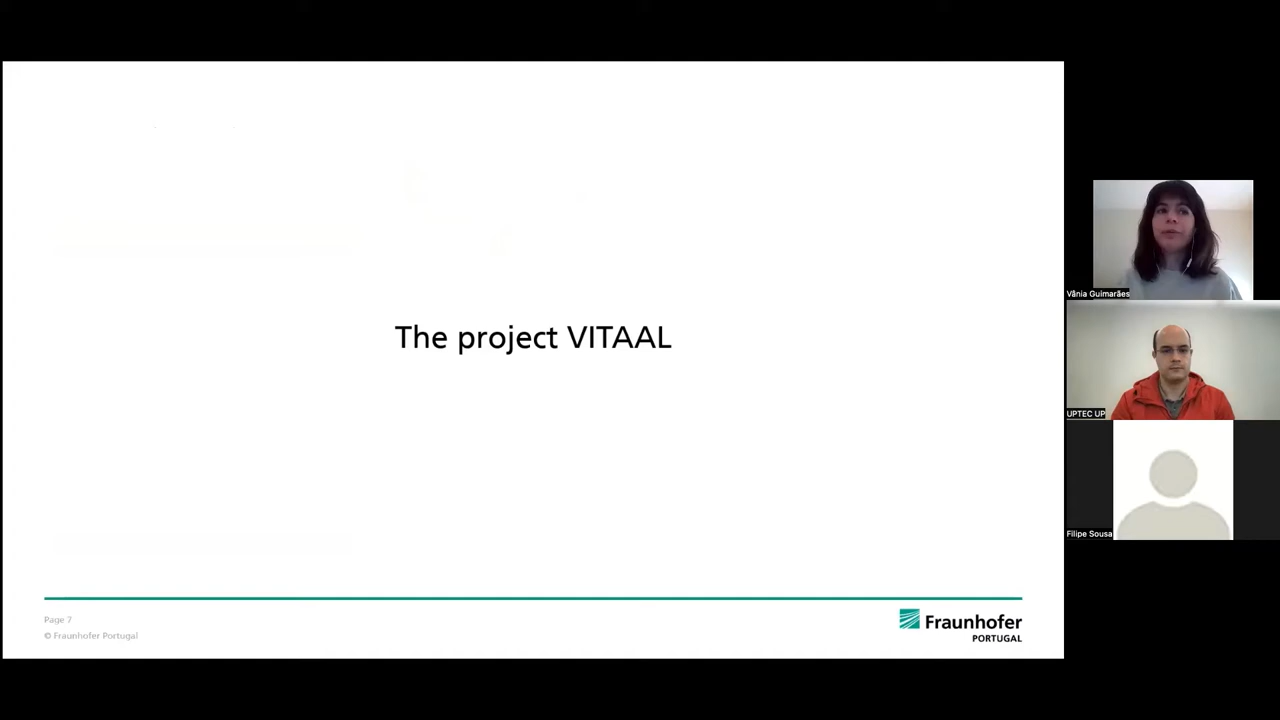 The project VITAAL
Page 7
© Fraunhofer Portugal
Fraunhofer
PORTUGAL
Vânia Guimarães
UPTEC UP
Filipe Sousa